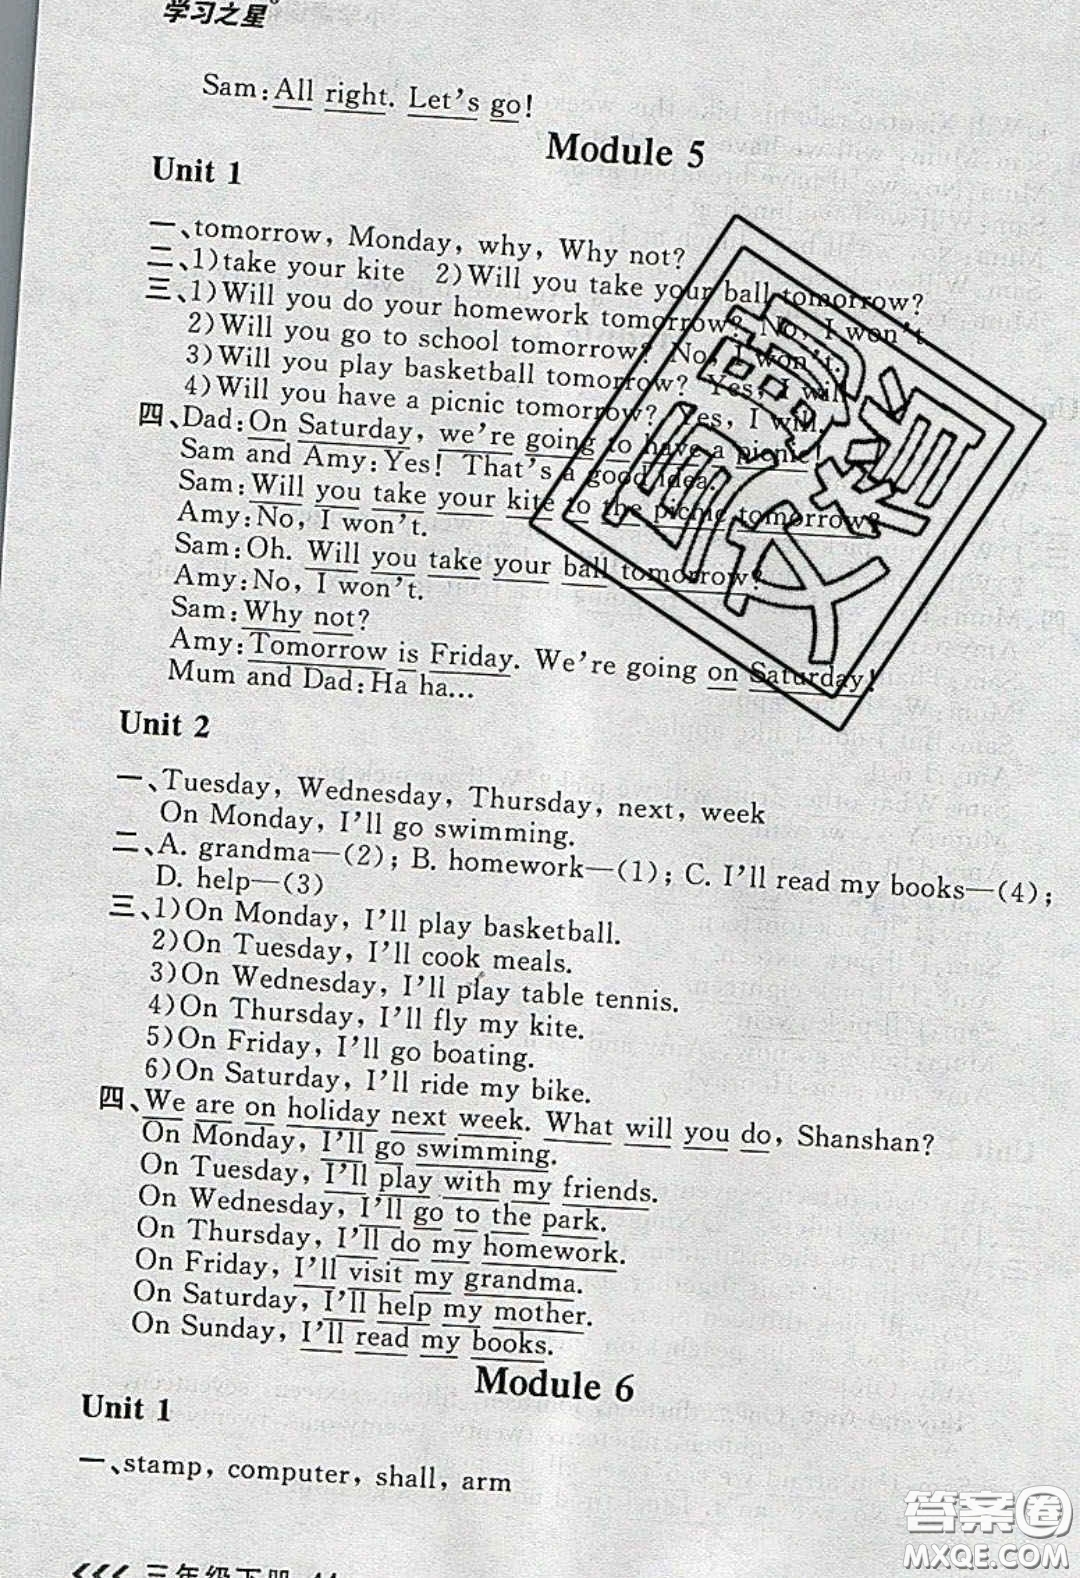 学习之星
Sam:All right. Let's go!
Module 5
Unit 1
一、tomorrow, Monday, why, Why not?
二、1)take your kite 2)Will you take your ball tomorrow?
三、1)Will you do your homework tomorrow? No, I won't.
2)Will you go to school tomorrow? No, I won't.
3)Will you play basketball tomorrow? Yes, I will.
4)Will you have a picnic tomorrow? Yes, I will.
四、Dad:On Saturday, we're going to have a picnic!
Sam and Amy:Yes! That's a good idea.
Sam:Will you take your kite to the picnic tomorrow?
Amy:No, I won't.
Sam:Oh. Will you take your ball tomorrow?
Amy:No, I won't.
Sam:Why not?
Amy:Tomorrow is Friday. We're going on Saturday!
Mum and Dad:Ha ha…
Unit 2
一、Tuesday, Wednesday, Thursday, next, week
On Monday, I'll go swimming.
二、A. grandma—(2); B. homework—(1); C. I'll read my books—(4);
D. help—(3)
三、1)On Monday, I'll play basketball.
2)On Tuesday, I'll cook meals.
3)On Wednesday, I'll play table tennis.
4)On Thursday, I'll fly my kite.
5)On Friday, I'll go boating.
6)On Saturday, I'll ride my bike.
四、We are on holiday next week. What will you do, Shanshan?
On Monday, I'll go swimming.
On Tuesday, I'll play with my friends.
On Wednesday, I'll go to the park.
On Thursday, I'll do my homework.
On Friday, I'll visit my grandma.
On Saturday, I'll help my mother.
On Sunday, I'll read my books.
Module 6
Unit 1
一、stamp, computer, shall, arm
三年级下册
答案圈
MXQE.COM